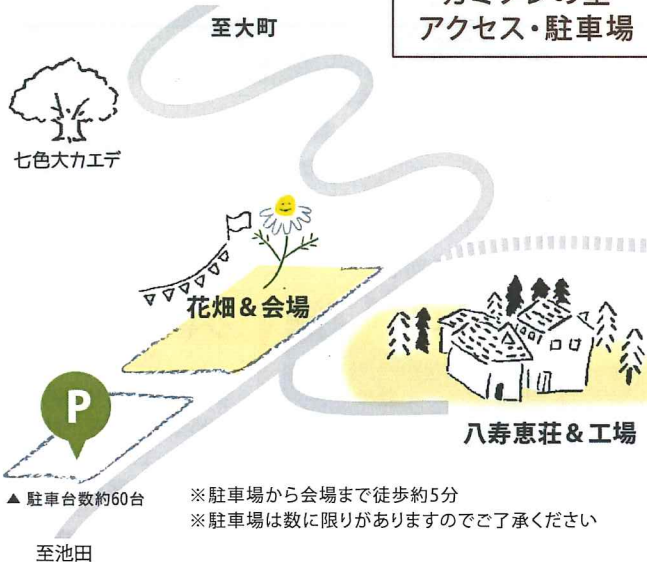 至大町
アクセス・駐車場
七色大カエデ
花畑&会場
P
八寿恵荘&工場
▲ 駐車台数約60台
※駐車場から会場まで徒歩約5分
※駐車場は数に限りがありますのでご了承ください
至池田